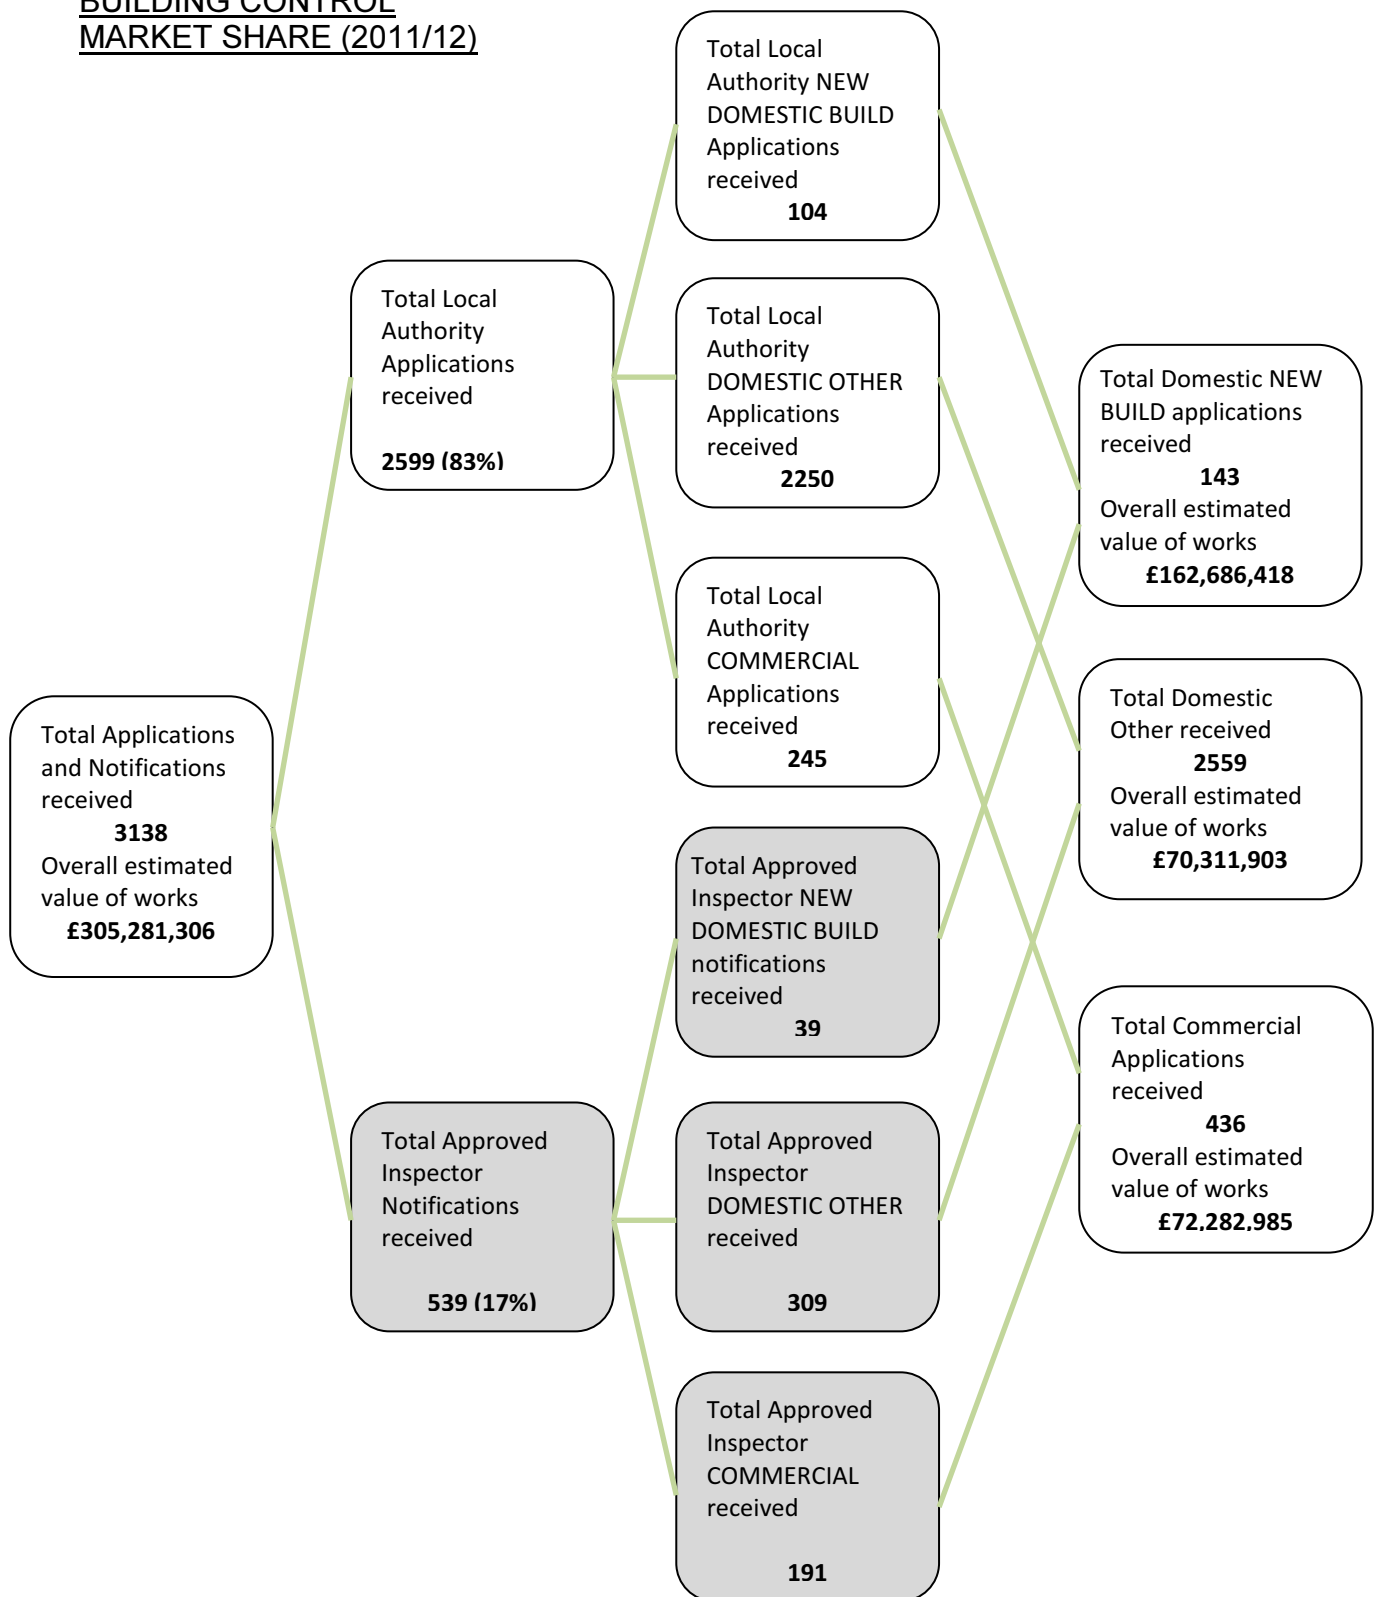 BUILDING CONTROL
MARKET SHARE (2011/12)
Total Applications
and Notifications
received
3138
Overall estimated
value of works
£305,281,306
Total Local
Authority
Applications
received
2599 (83%)
Total Approved
Inspector
Notifications
received
539 (17%)
Total Local
Authority NEW
DOMESTIC BUILD
Applications
received
104
Total Local
Authority
DOMESTIC OTHER
Applications
received
2250
Total Local
Authority
COMMERCIAL
Applications
received
245
Total Approved
Inspector NEW
DOMESTIC BUILD
notifications
received
39
Total Approved
Inspector
DOMESTIC OTHER
received
309
Total Approved
Inspector
COMMERCIAL
received
191
Total Domestic NEW
BUILD applications
received
143
Overall estimated
value of works
£162,686,418
Total Domestic
Other received
2559
Overall estimated
value of works
£70,311,903
Total Commercial
Applications
received
436
Overall estimated
value of works
£72,282,985